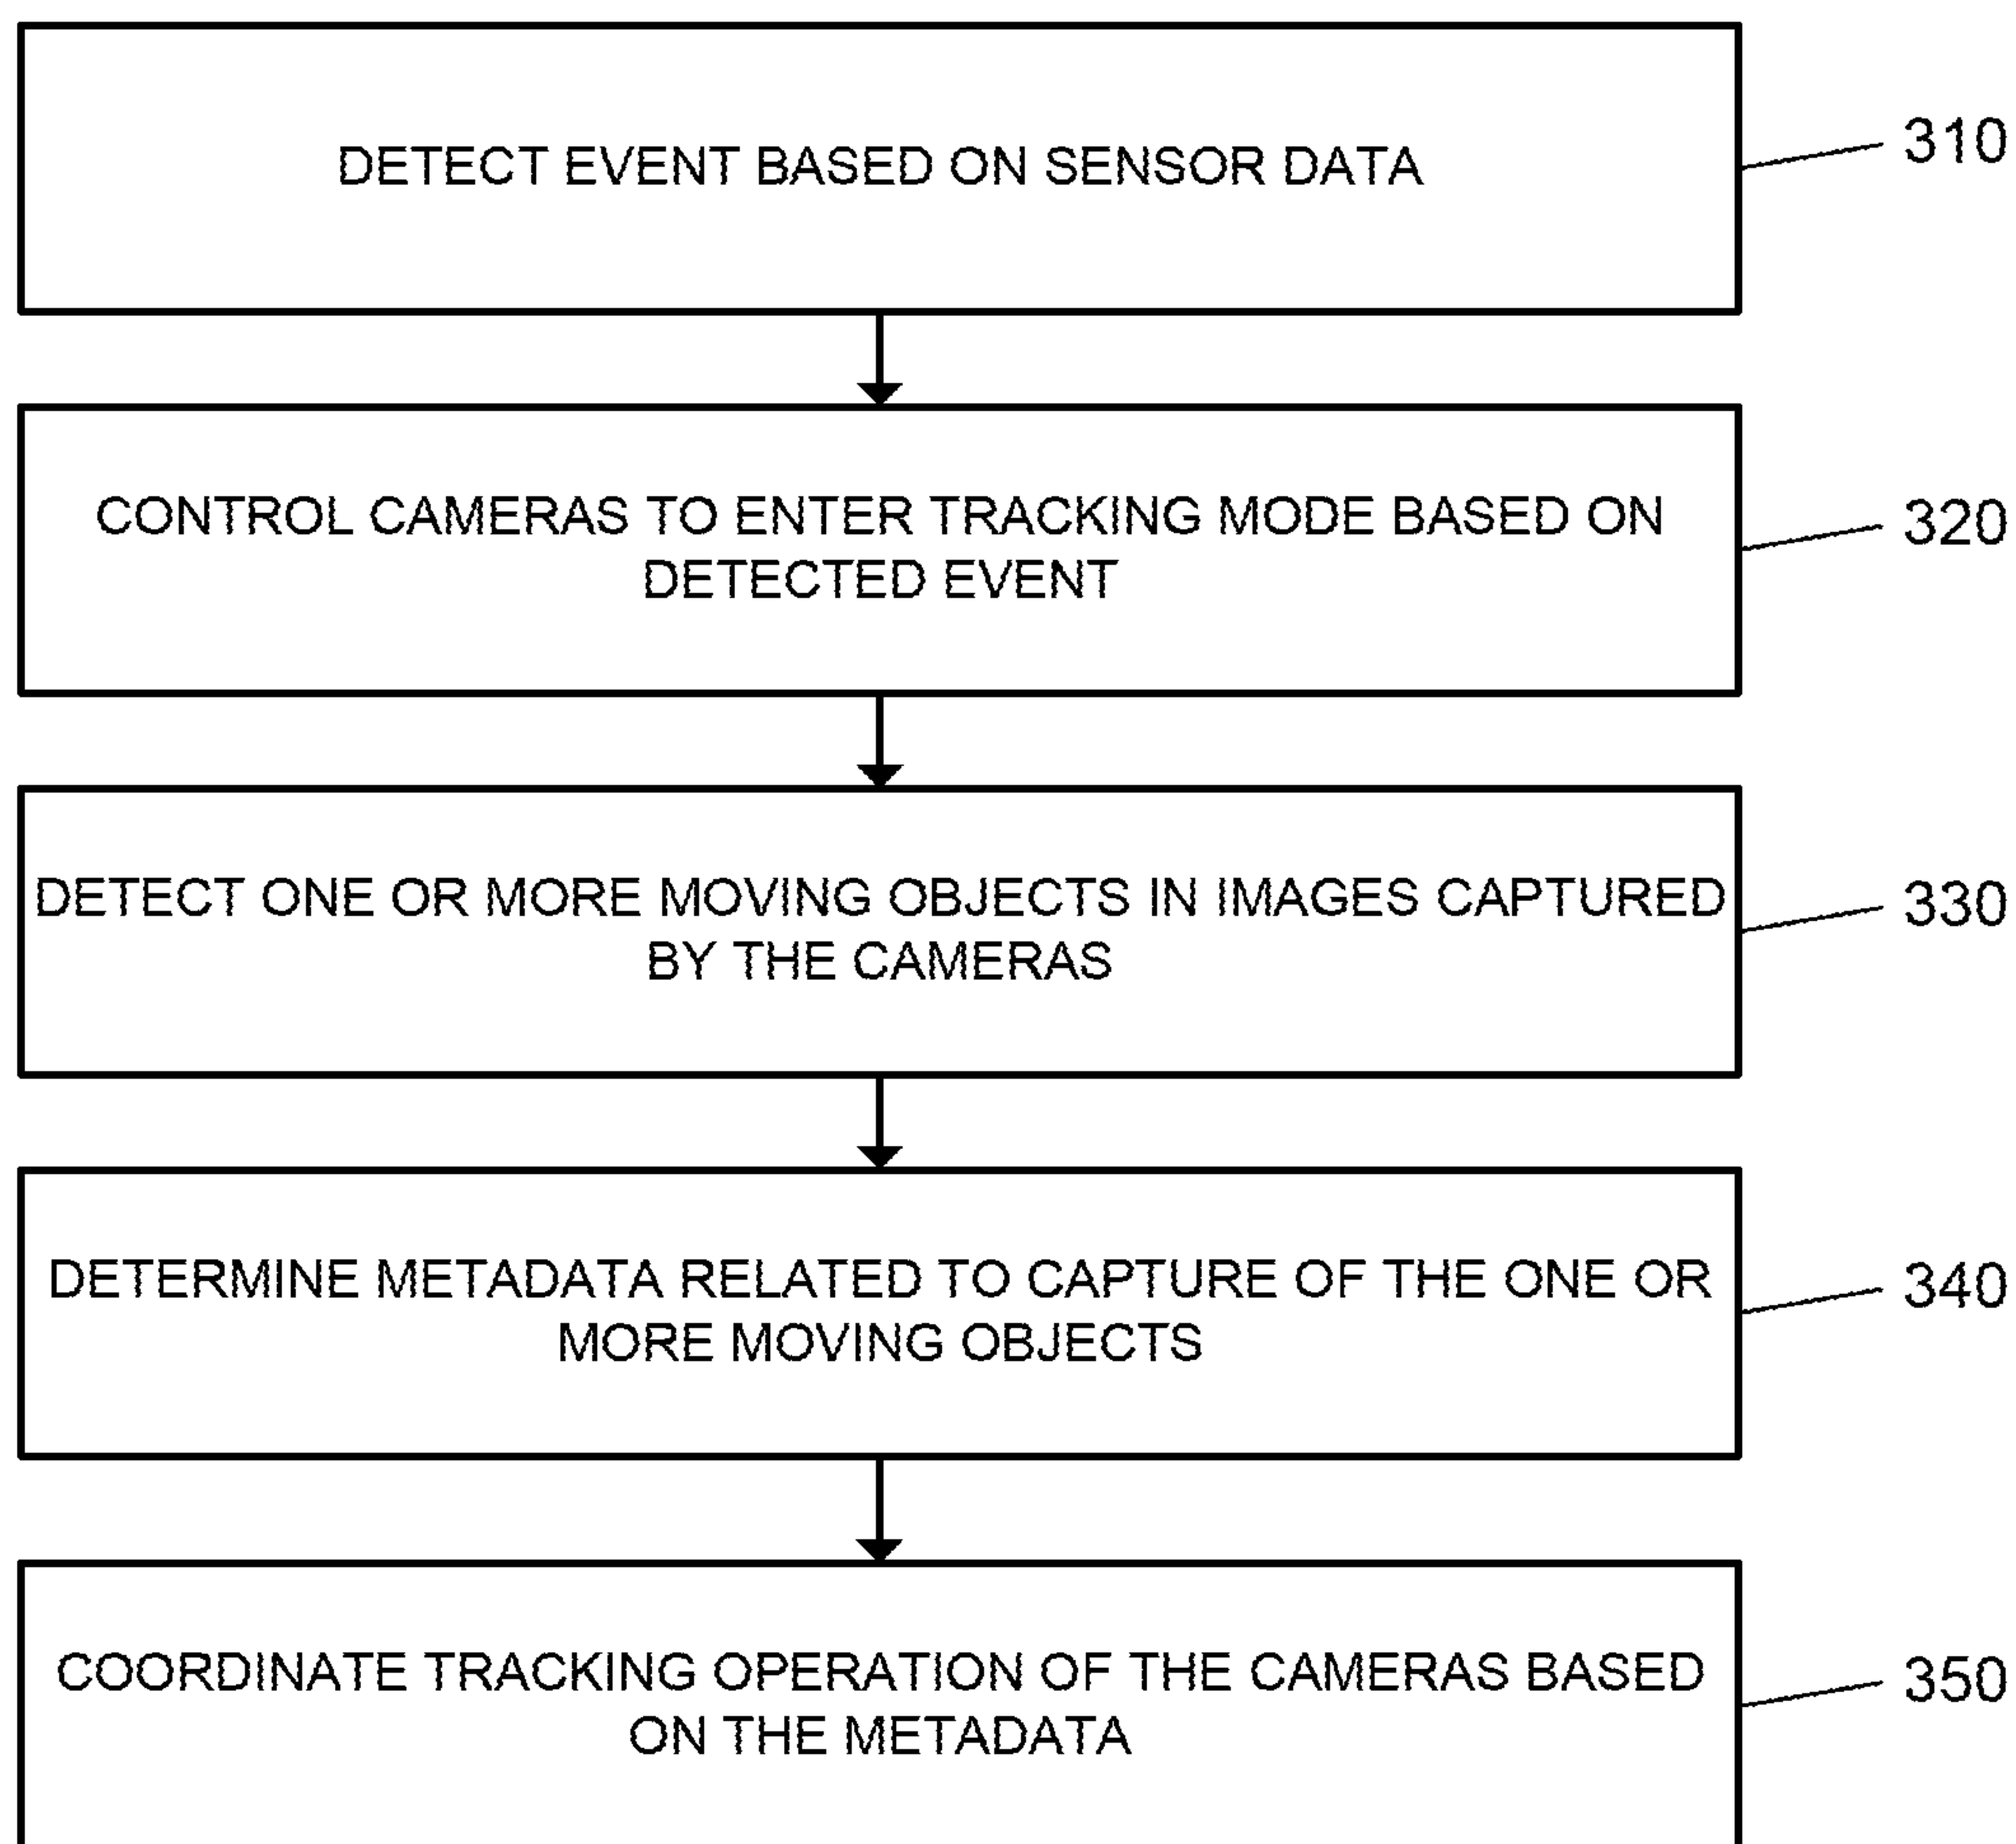 DETECT EVENT BASED ON SENSOR DATA
310
CONTROL CAMERAS TO ENTER TRACKING MODE BASED ON
DETECTED EVENT
320
DETECT ONE OR MORE MOVING OBJECTS IN IMAGES CAPTURED
BY THE CAMERAS
330
DETERMINE METADATA RELATED TO CAPTURE OF THE ONE OR
MORE MOVING OBJECTS
340
COORDINATE TRACKING OPERATION OF THE CAMERAS BASED
ON THE METADATA
350